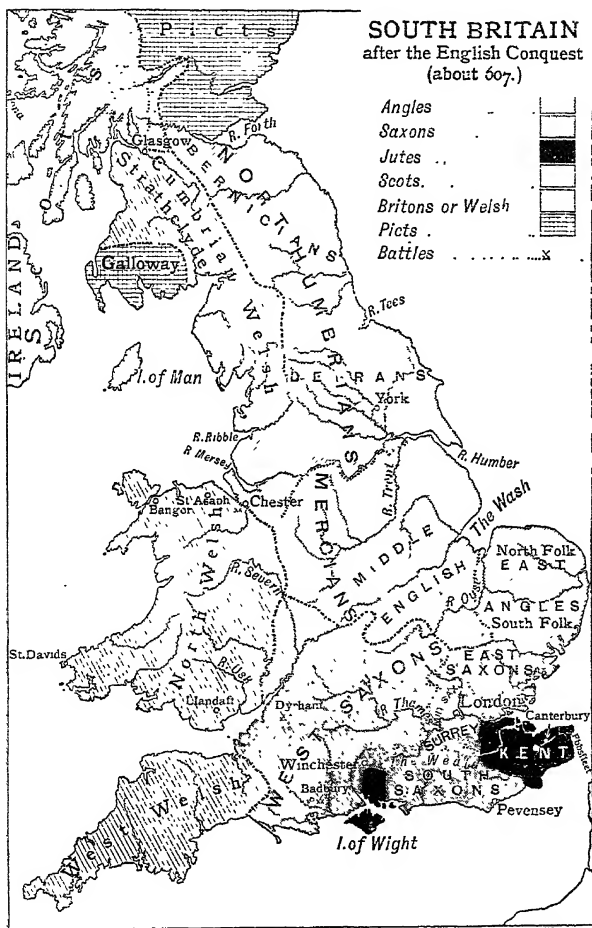 SOUTH BRITAIN
after the English Conquest
(about 607.)
Angles
Saxons
Jutes
Scots
Britons or Welsh
Picts
Battles x
Picts
R. Forth
Glasgow
NORTHUMBRIANS
BERNICIANS
Cumbrian
Strathclyde
Welsh
Galloway
IRELAND
S
I. of Man
R. Tees
DEIRANS
York
R. Ribble
R. Mersey
R. Humber
R. Trent
St Asaph
Bangor
Chester
MERCIANS
The Wash
MIDDLE
ENGLISH
North Folk
EAST
ANGLES
South Folk
R. Ouse
North Welsh
R. Severn
St. Davids
R. Usk
Llandaff
EAST
SAXONS
WEST SAXONS
Dyrham
R. Thames
London
Canterbury
SURREY
KENT
Winchester
Badbury
SOUTH
SAXONS
Pevensey
I. of Wight
West Welsh